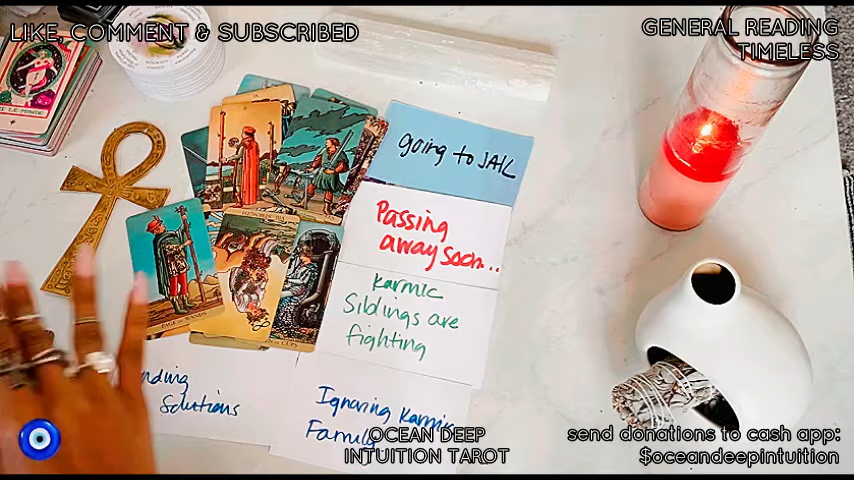 LIKE, COMMENT & SUBSCRIBED
GENERAL READING
TIMELESS
going to JAIL
Passing
away soon...
Karmic
Siblings are
fighting
PAGE OF WANDS
CUPS
Solutions
Ignoring Karmic
Family
OCEAN DEEP
INTUITION TAROT
send donations to cash app:
$oceandeepintuition